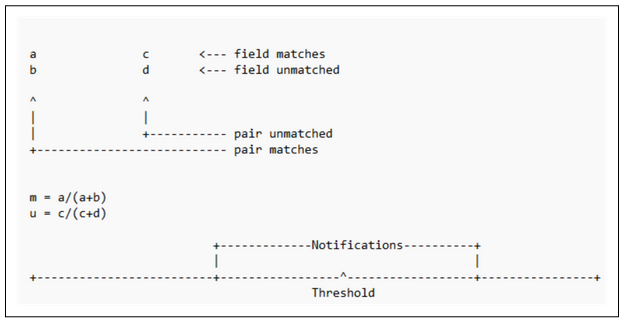 a               c       <--- field matches
b               d       <--- field unmatched
^               ^
|               |
|               +----------- pair unmatched
+--------------------------- pair matches
m = a/(a+b)
u = c/(c+d)
                          +-------------Notifications----------+
                          |                                    |
+-------------------------+-----------------^------------------+----------------+
                                        Threshold